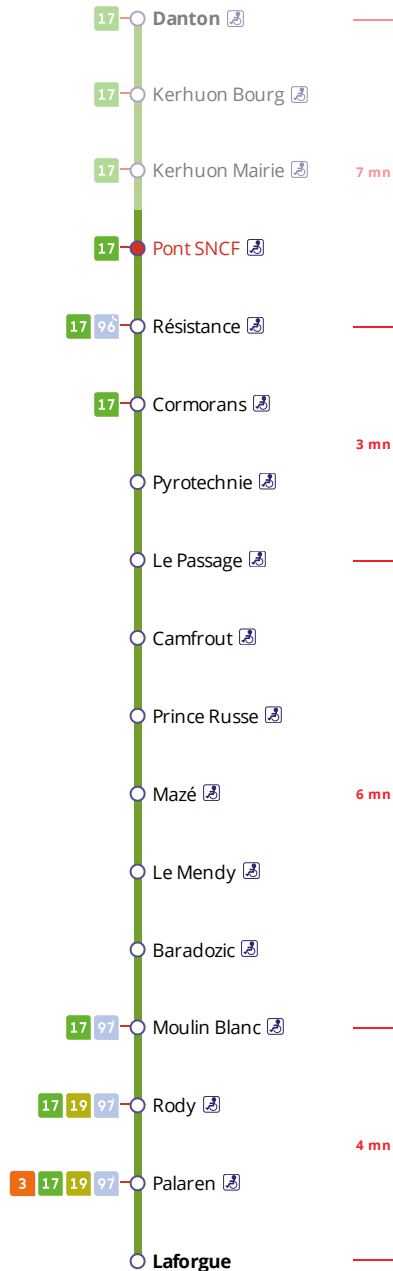 17 Danton
17 Kerhuon Bourg
17 Kerhuon Mairie 7 mn
17 Pont SNCF
17 96 Résistance
17 Cormorans
3 mn
Pyrotechnie
Le Passage
Camfrout
Prince Russe
Mazé 6 mn
Le Mendy
Baradozic
17 97 Moulin Blanc
17 19 97 Rody
4 mn
3 17 19 97 Palaren
Laforgue